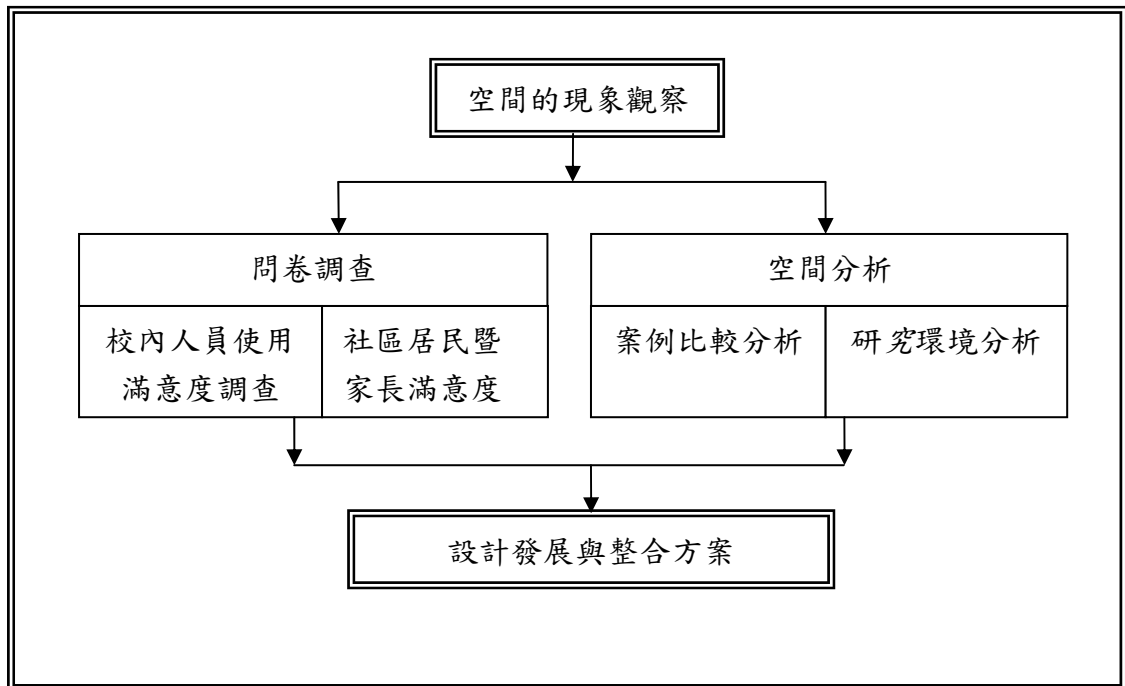 空間的現象觀察
問卷調查
空間分析
校內人員使用
滿意度調查
社區居民暨
家長滿意度
案例比較分析
研究環境分析
設計發展與整合方案